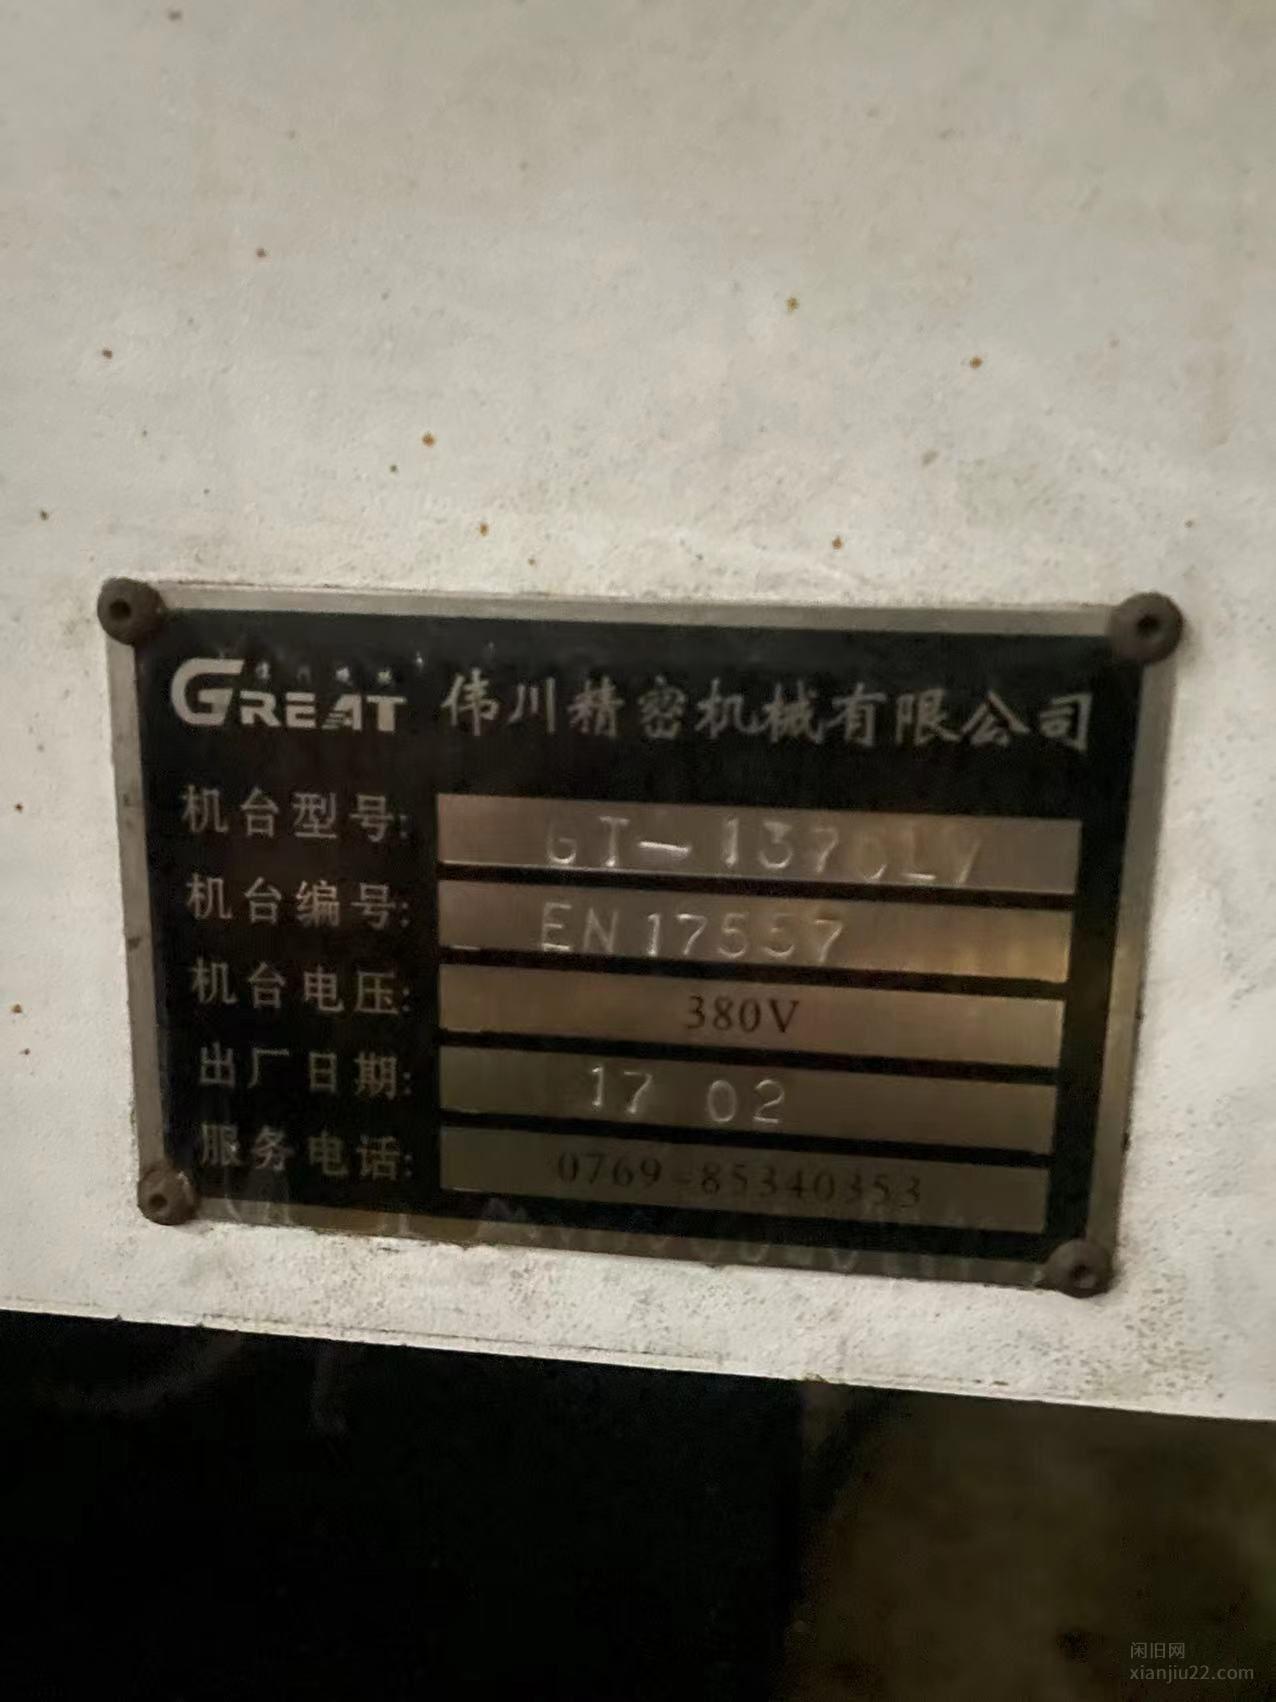 GREAT 伟川精密机械有限公司
机台型号: GT-1370LV
机台编号: EN17557
机台电压: 380V
出厂日期: 17 02
服务电话: 0769-85340353
闲旧网
xianjiu22.com